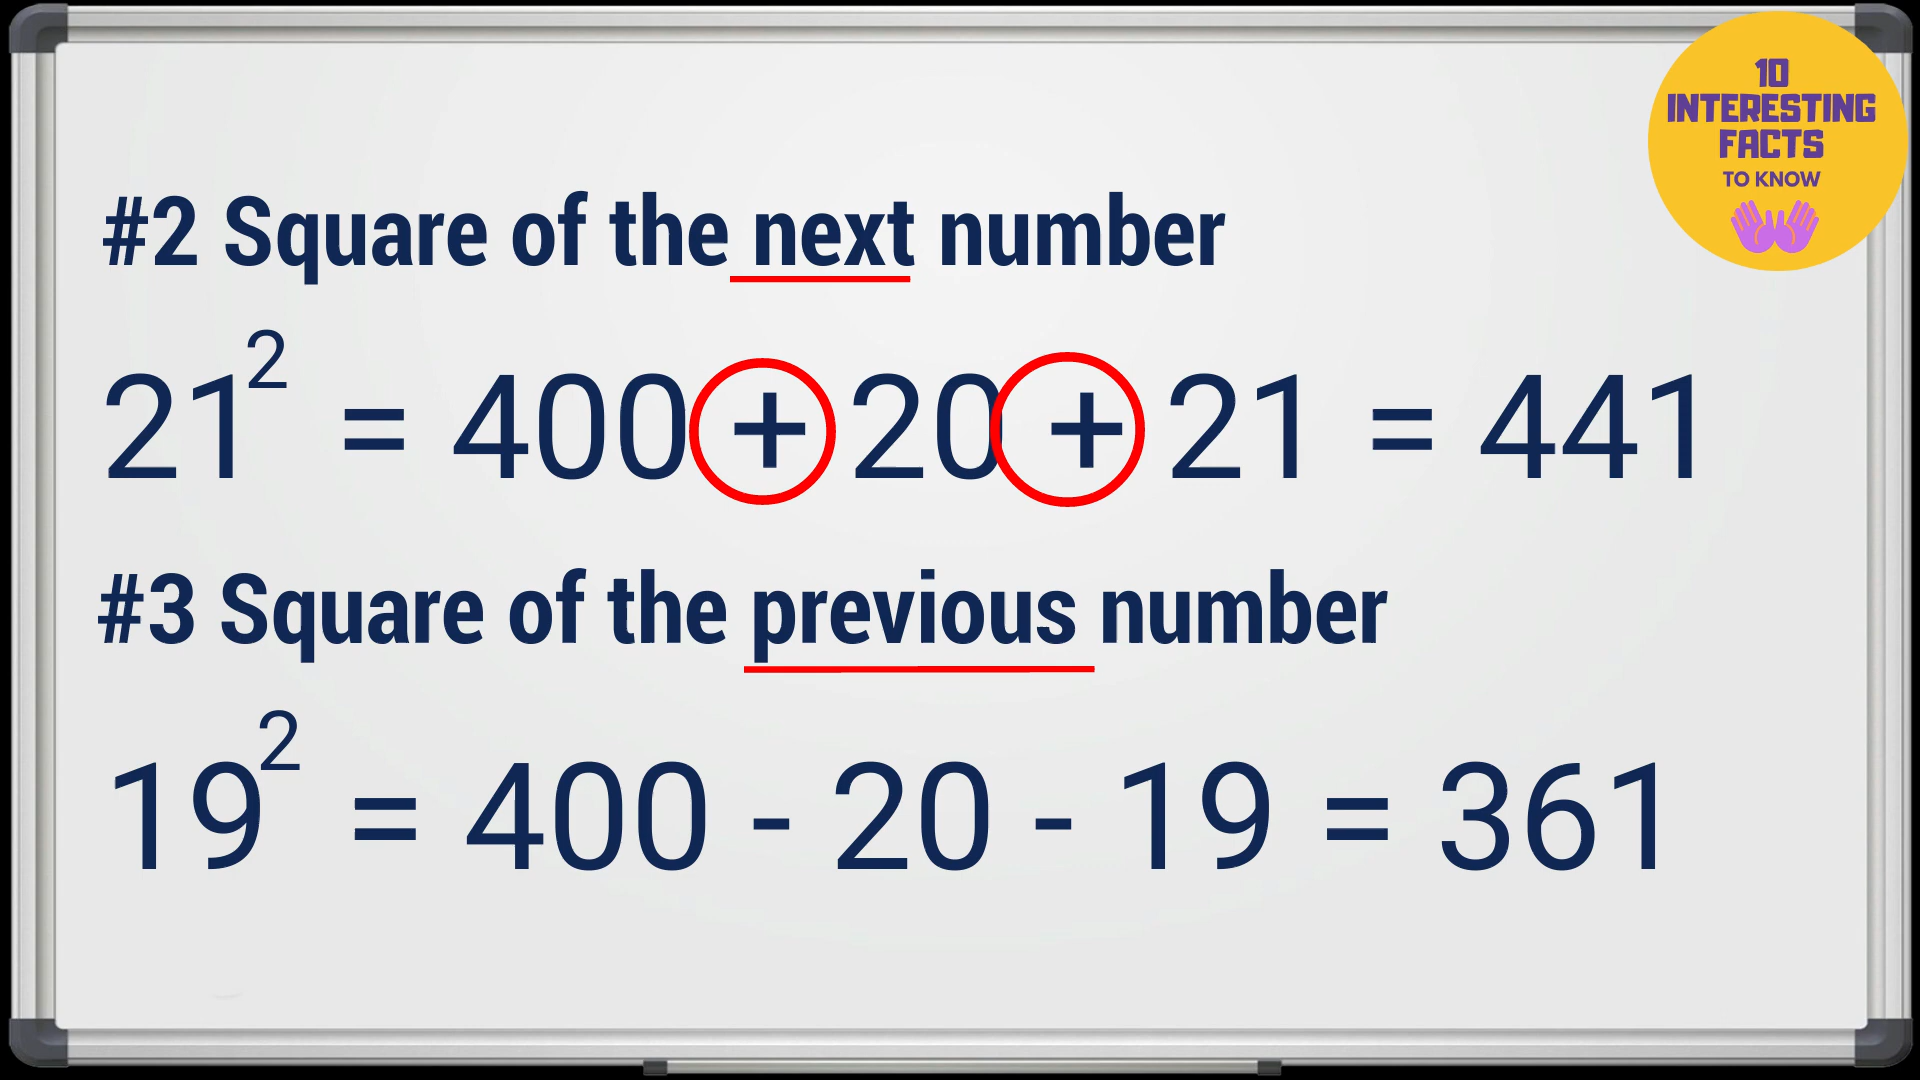 10
INTERESTING
FACTS
TO KNOW
#2 Square of the next number
21² = 400 + 20 + 21 = 441
#3 Square of the previous number
19² = 400 - 20 - 19 = 361